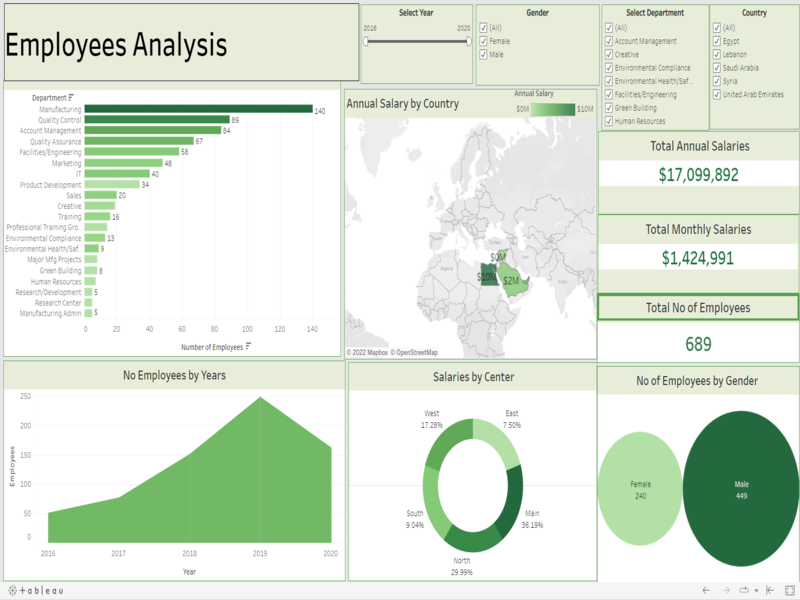 Employees Analysis
Select Year
2016 2020
Gender
(All)
Female
Male
Select Department
(All)
Account Management
Creative
Environmental Compliance
Environmental Health/Saf..
Facilities/Engineering
Green Building
Human Resources
Country
(All)
Egypt
Lebanon
Saudi Arabia
Syria
United Arab Emirates
Department
Manufacturing 140
Quality Control 89
Account Management 84
Quality Assurance 67
Facilities/Engineering 58
Marketing 48
IT 40
Product Development 34
Sales 20
Creative
Training 16
Professional Training Gro..
Environmental Compliance 13
Environmental Health/Saf.. 9
Major Mfg Projects
Green Building 8
Human Resources
Research/Development 5
Research Center
Manufacturing Admin 5
0 20 40 60 80 100 120 140
Number of Employees
Annual Salary by Country
Annual Salary
$0M $10M
$0M
$10M
$2M
© 2022 Mapbox © OpenStreetMap
Total Annual Salaries
$17,099,892
Total Monthly Salaries
$1,424,991
Total No of Employees
689
No Employees by Years
Employees
250
200
150
100
50
0
2016 2017 2018 2019 2020
Year
Salaries by Center
West
17.28%
East
7.50%
South
9.04%
Main
36.19%
North
29.99%
No of Employees by Gender
Female
240
Male
449
+ a b l e a u